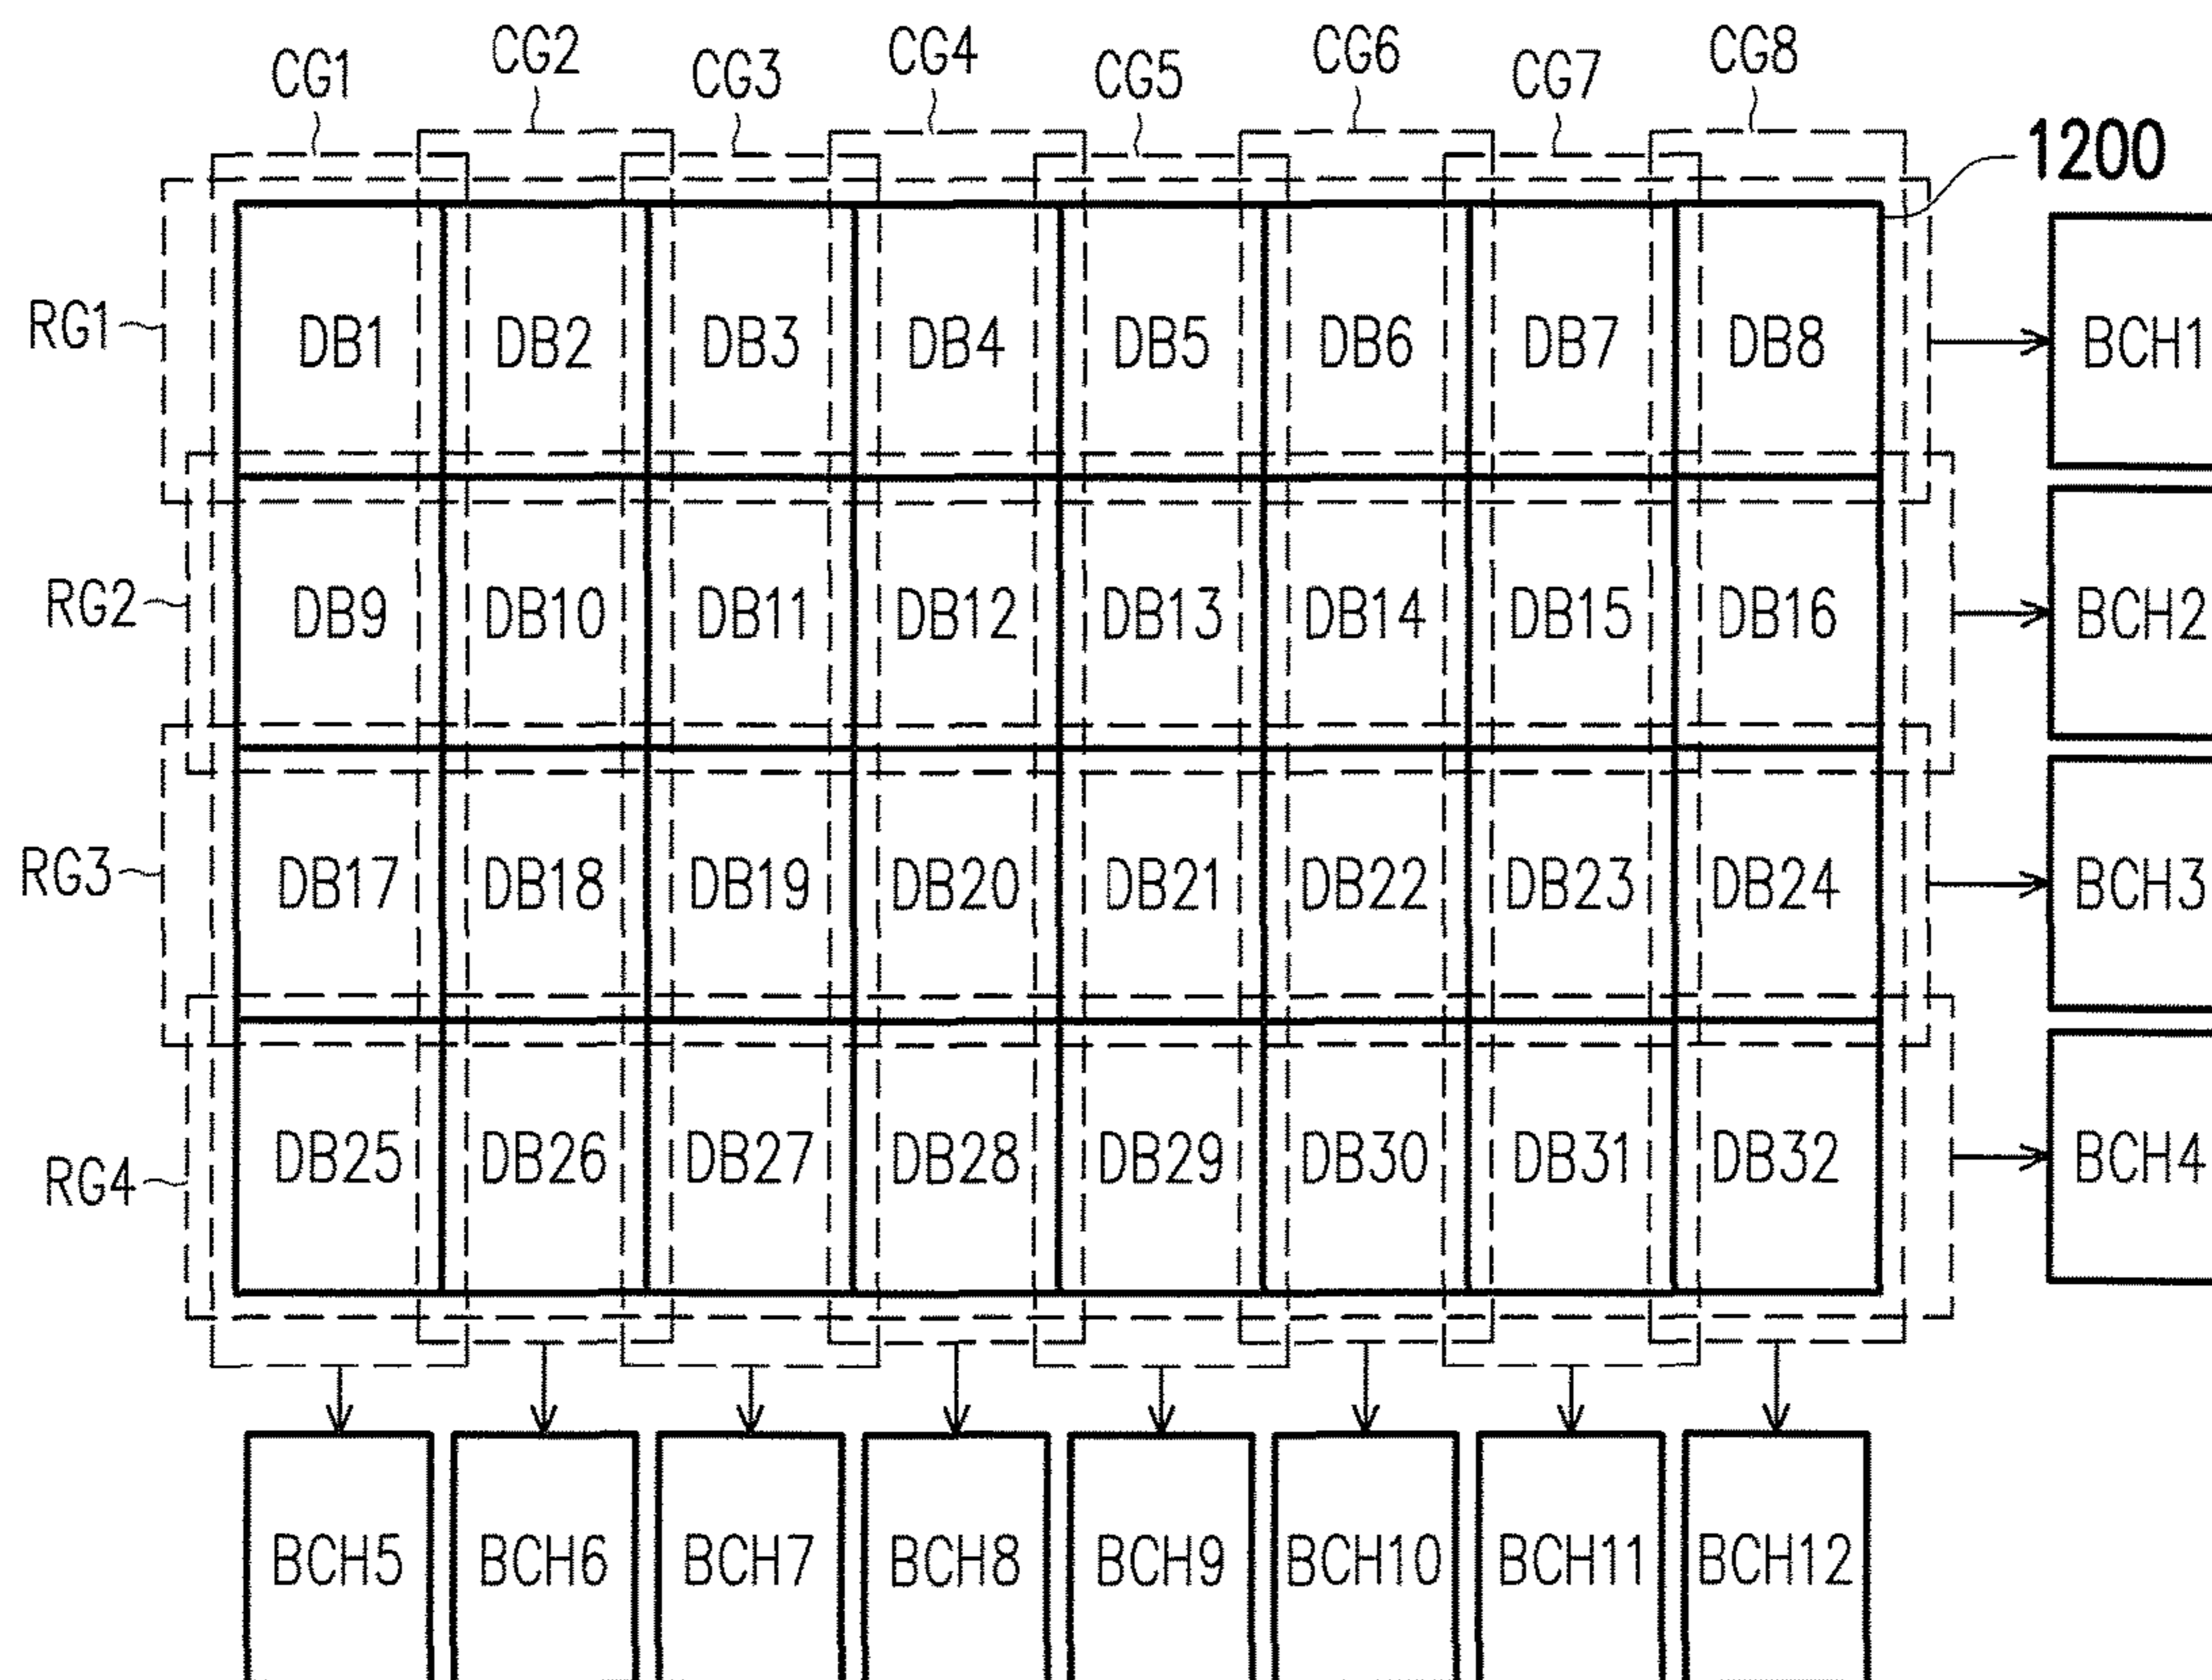 CG1 CG2 CG3 CG4 CG5 CG6 CG7 CG8
1200
RG1 DB1 DB2 DB3 DB4 DB5 DB6 DB7 DB8 BCH1
RG2 DB9 DB10 DB11 DB12 DB13 DB14 DB15 DB16 BCH2
RG3 DB17 DB18 DB19 DB20 DB21 DB22 DB23 DB24 BCH3
RG4 DB25 DB26 DB27 DB28 DB29 DB30 DB31 DB32 BCH4
BCH5 BCH6 BCH7 BCH8 BCH9 BCH10 BCH11 BCH12